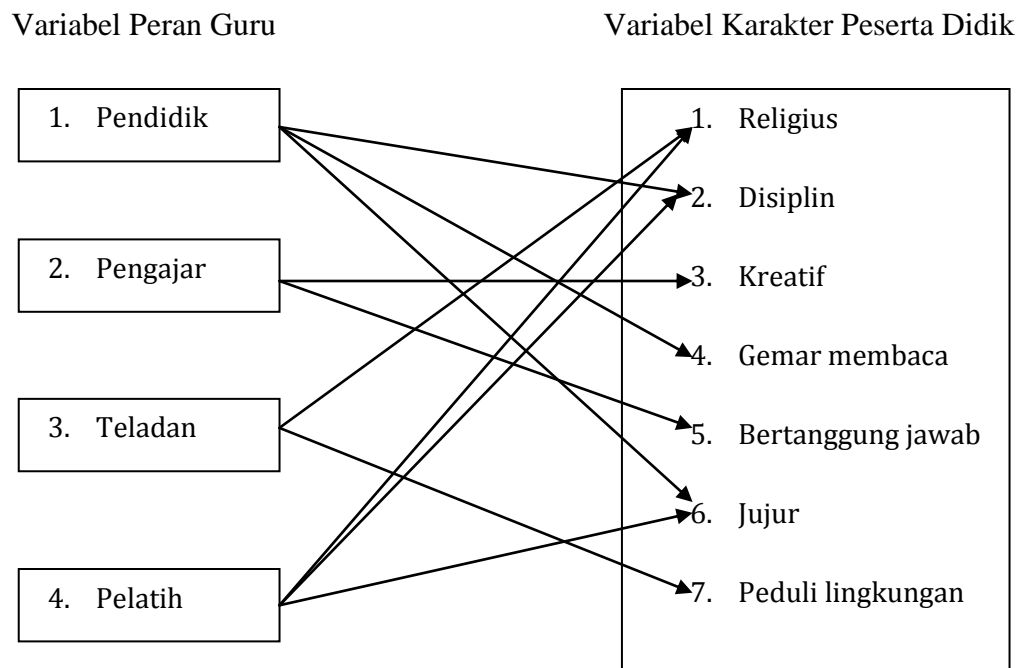 Variabel Peran Guru
Variabel Karakter Peserta Didik
1. Pendidik
2. Pengajar
3. Teladan
4. Pelatih
1. Religius
2. Disiplin
3. Kreatif
4. Gemar membaca
5. Bertanggung jawab
6. Jujur
7. Peduli lingkungan